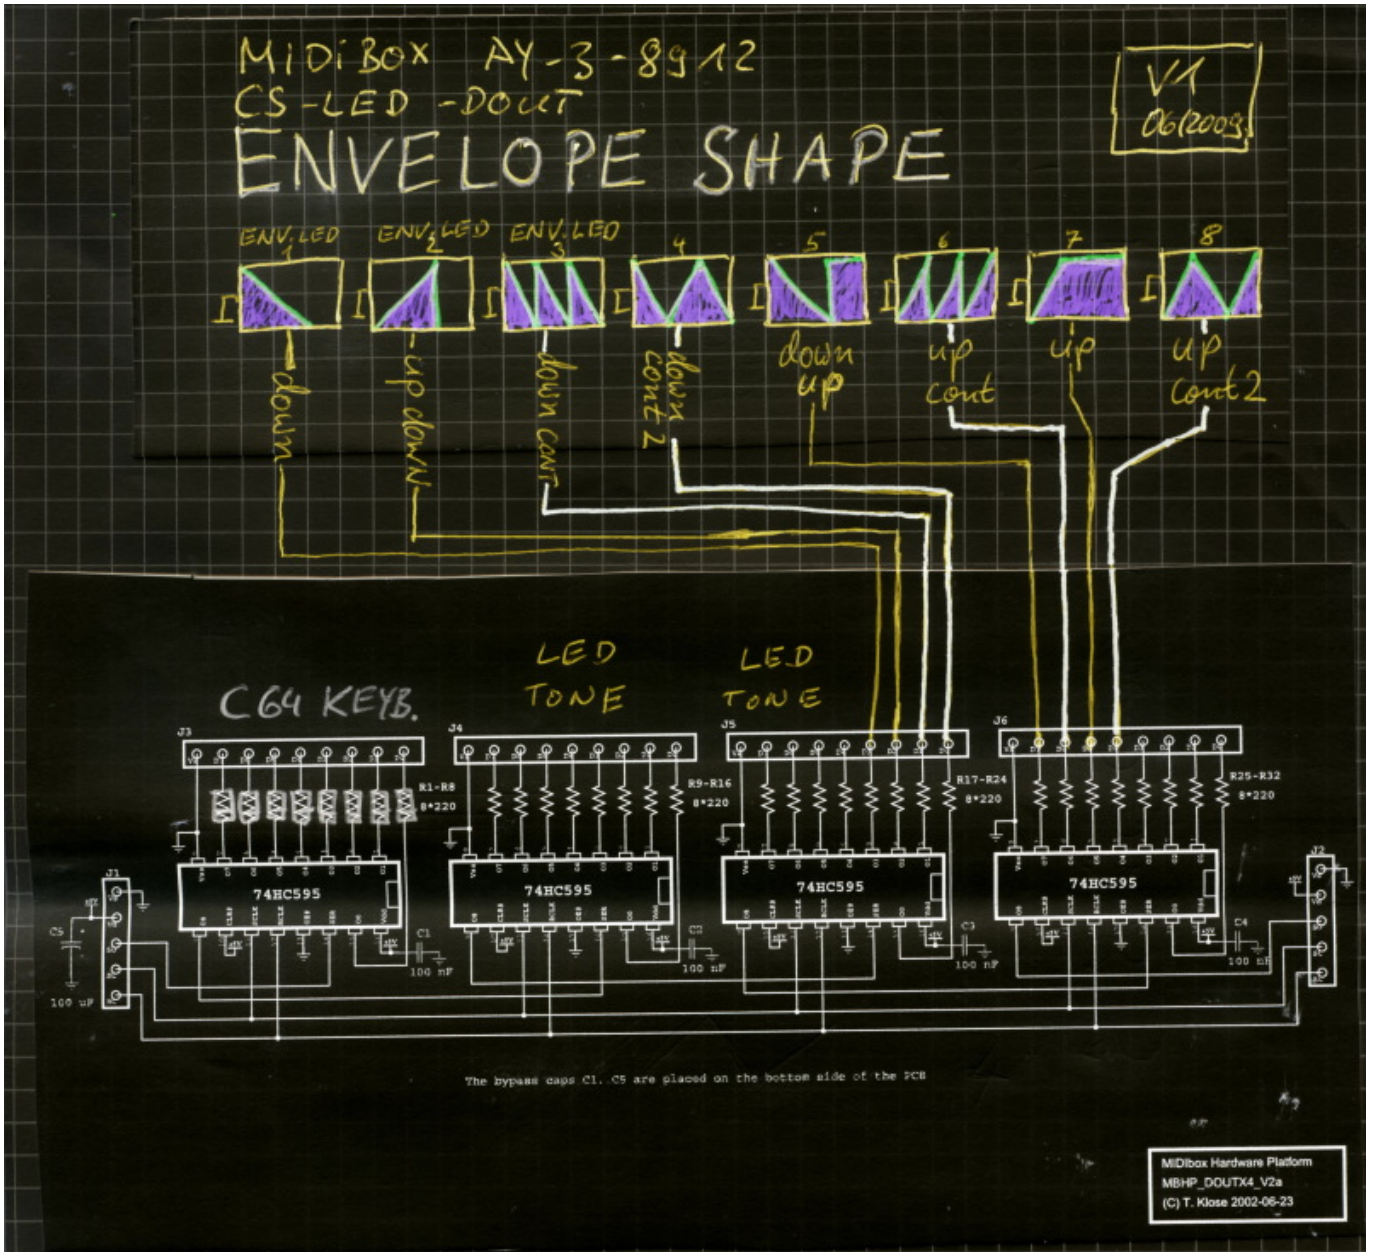 MIDIBOX AY-3-8912
CS-LED -DOUT
ENVELOPE SHAPE
V1
06/2009
ENV.LED 1
ENV.LED 2
ENV.LED 3
4
5
6
7
8
down
up down
down cont
down cont 2
down up
up cont
up
up cont 2
C64 KEYB.
LED TONE
LED TONE
J3
J4
J5
J6
R1-R8
8*220
R9-R16
8*220
R17-R24
8*220
R25-R32
8*220
74HC595
74HC595
74HC595
74HC595
J1
J2
C5
100 uF
C1
100 nF
C2
100 nF
C3
100 nF
C4
100 nF
The bypass caps C1..C5 are placed on the bottom side of the PCB
MIDIbox Hardware Platform
MBHP_DOUTX4_V2a
(C) T. Klose 2002-06-23